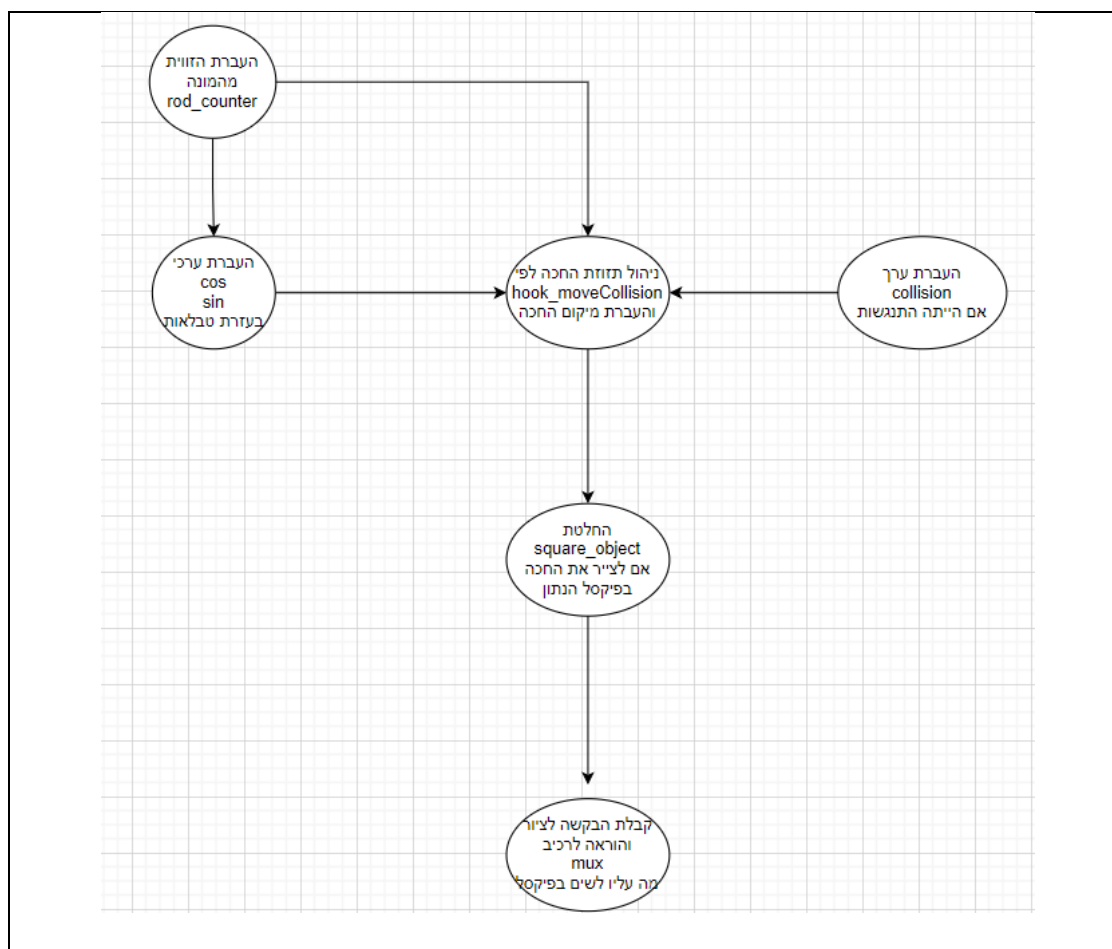 העברת הזווית
מהמונה
rod_counter
העברת ערכי
cos
sin
בעזרת טבלאות
ניהול תזוזת החכה לפי
hook_moveCollision
והעברת מיקום החכה
העברת ערך
collision
אם הייתה התנגשות
החלטת
square_object
אם לצייר את החכה
בפיקסל הנתון
קבלת הבקשה לציור
והוראה לרכיב
mux
מה עליו לשים בפיקסל